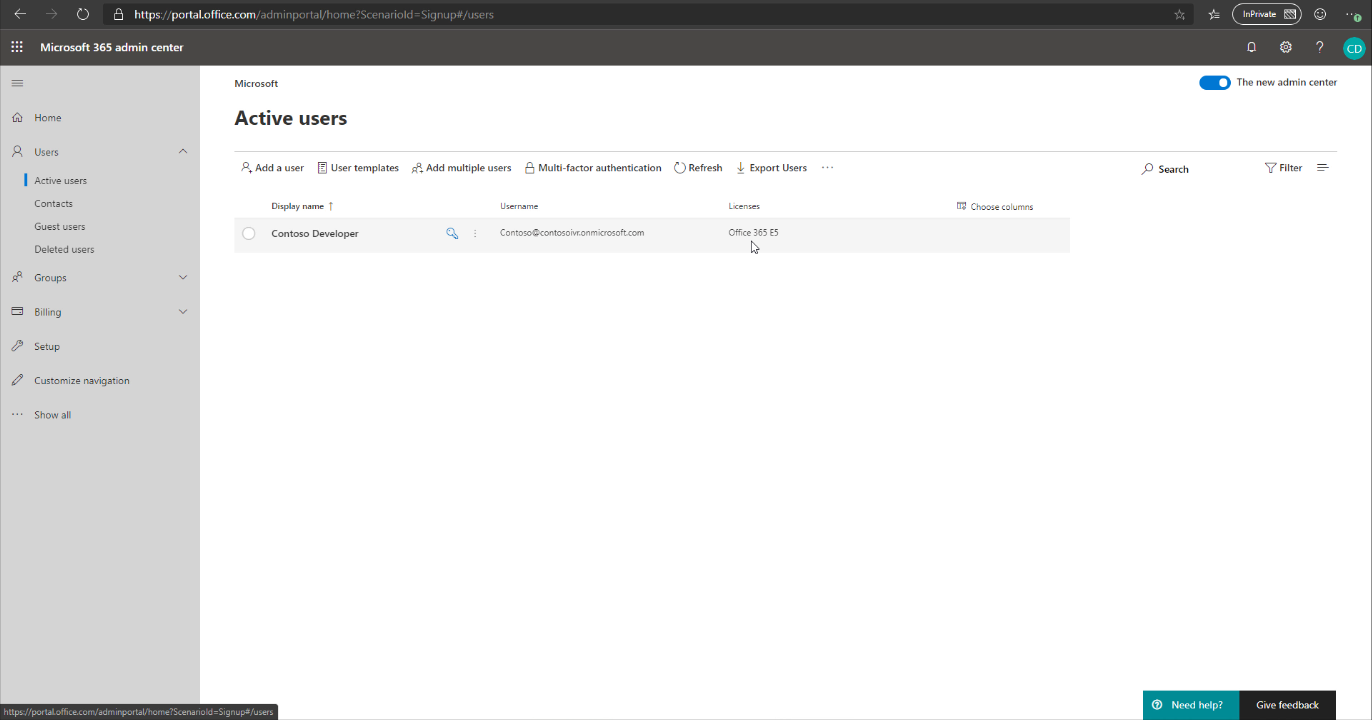 https://portal.office.com/adminportal/home?ScenarioId=Signup#/users
InPrivate
Microsoft 365 admin center
?
CD
Microsoft
The new admin center
Active users
Home
Users
Active users
Contacts
Guest users
Deleted users
Groups
Billing
Setup
Customize navigation
Show all
Add a user
User templates
Add multiple users
Multi-factor authentication
Refresh
Export Users
Search
Filter
Display name ↑
Username
Licenses
Choose columns
Contoso Developer
Contoso@contosoivr.onmicrosoft.com
Office 365 E5
https://portal.office.com/adminportal/home?ScenarioId=Signup#/users
Need help?
Give feedback